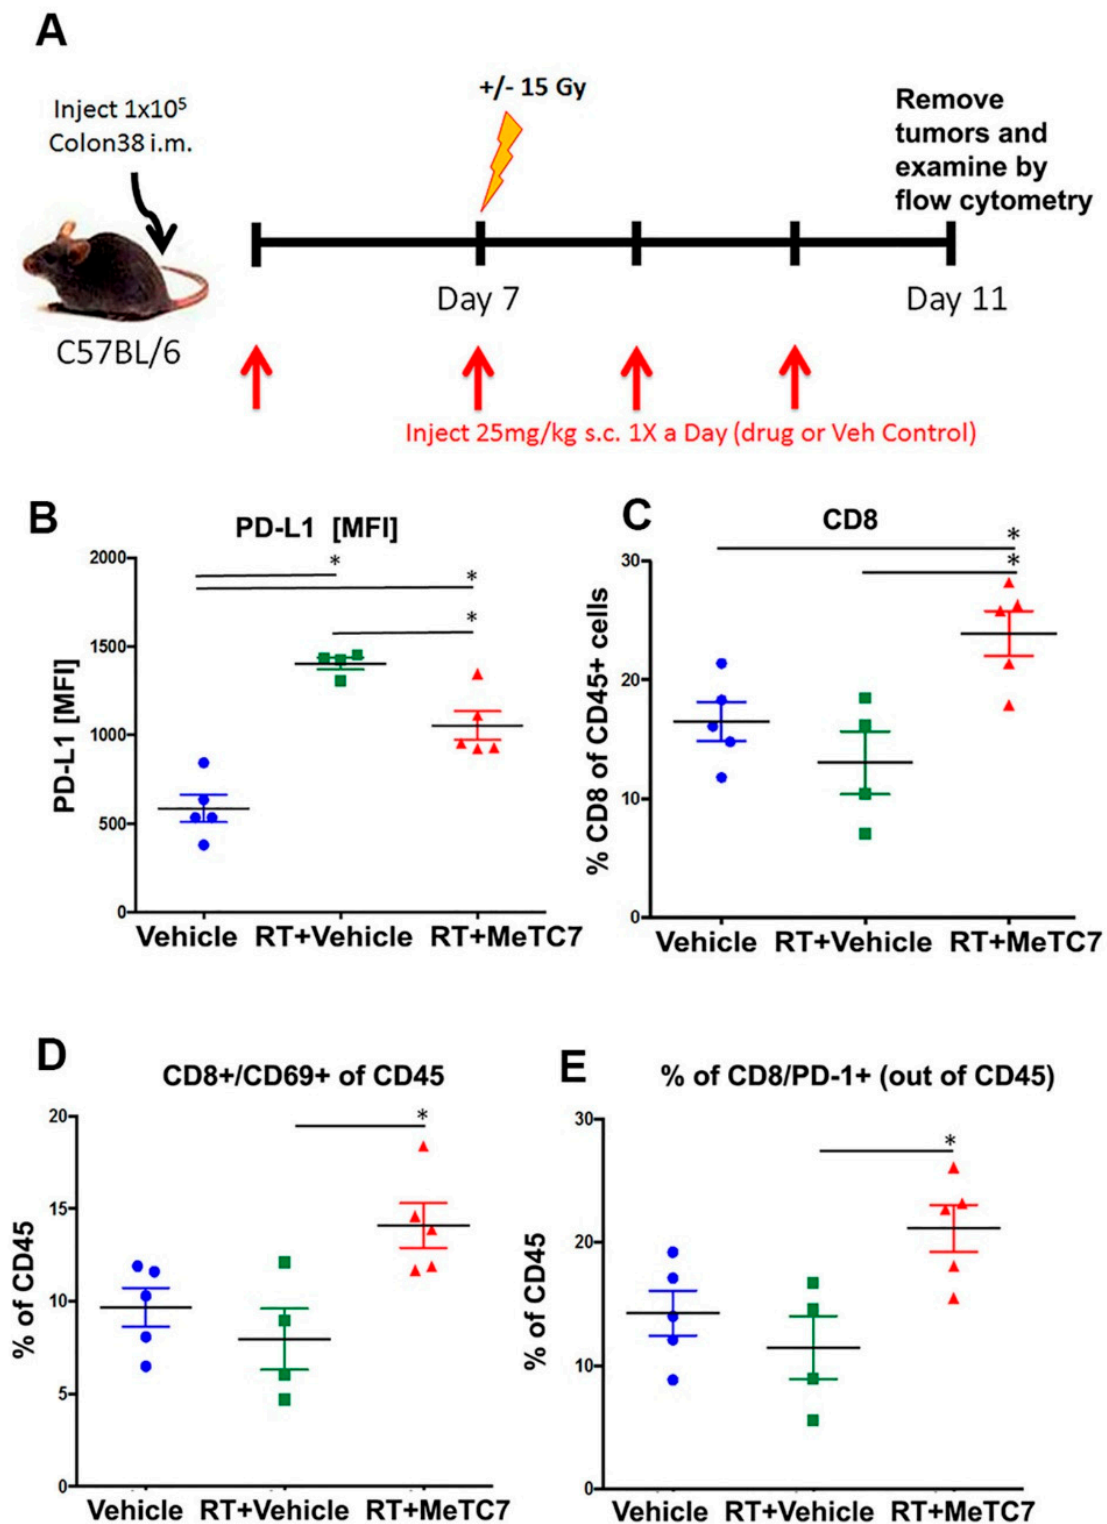 A
Inject 1x10⁵
Colon38 i.m.
+/- 15 Gy
Remove
tumors and
examine by
flow cytometry
C57BL/6
Day 7
Day 11
Inject 25mg/kg s.c. 1X a Day (drug or Veh Control)
B
PD-L1 [MFI]
PD-L1 [MFI]
2000
1500
1000
500
0
*
*
*
Vehicle RT+Vehicle RT+MeTC7
C
CD8
% CD8 of CD45+ cells
30
20
10
0
*
*
Vehicle RT+Vehicle RT+MeTC7
D
CD8+/CD69+ of CD45
% of CD45
20
15
10
5
0
*
Vehicle RT+Vehicle RT+MeTC7
E
% of CD8/PD-1+ (out of CD45)
% of CD45
30
20
10
0
*
Vehicle RT+Vehicle RT+MeTC7